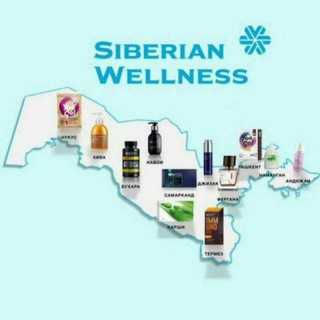 SIBERIAN
WELLNESS
НУКУС
ХИВА
БУХАРА
НАВОИ
САМАРКАНД
КАРШИ
ДЖИЗАК
ТАШКЕНТ
НАМАНГАН
ФЕРГАНА
АНДИЖАН
ТЕРМЕЗ